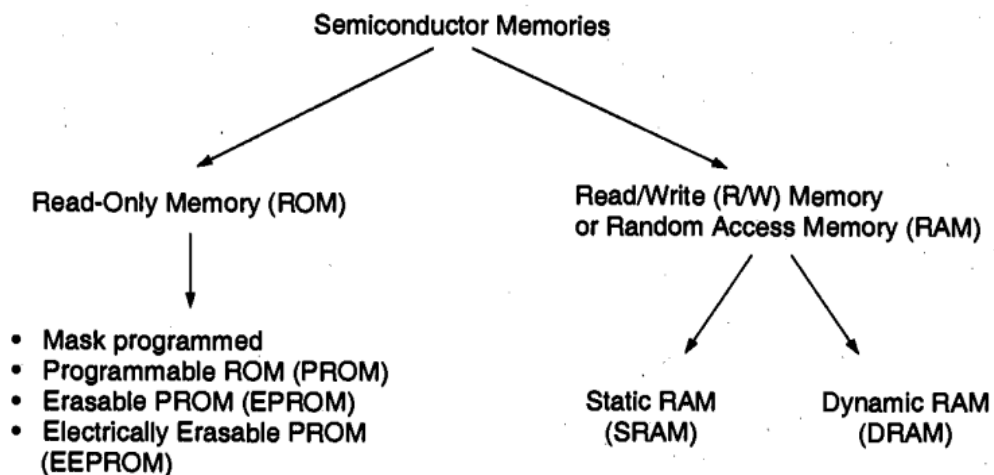 Semiconductor Memories
Read-Only Memory (ROM)
Read/Write (R/W) Memory
or Random Access Memory (RAM)
• Mask programmed
• Programmable ROM (PROM)
• Erasable PROM (EPROM)
• Electrically Erasable PROM
(EEPROM)
Static RAM
(SRAM)
Dynamic RAM
(DRAM)